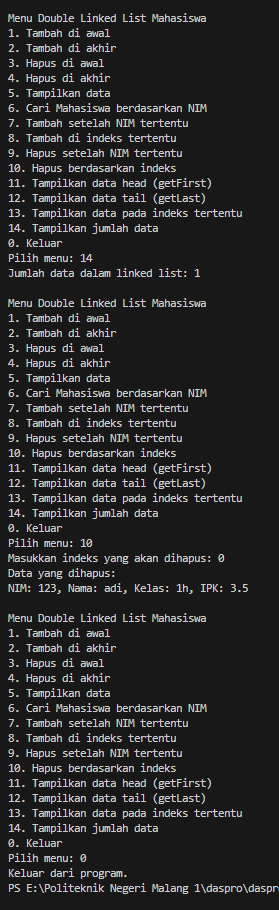 Menu Double Linked List Mahasiswa
1. Tambah di awal
2. Tambah di akhir
3. Hapus di awal
4. Hapus di akhir
5. Tampilkan data
6. Cari Mahasiswa berdasarkan NIM
7. Tambah setelah NIM tertentu
8. Tambah di indeks tertentu
9. Hapus setelah NIM tertentu
10. Hapus berdasarkan indeks
11. Tampilkan data head (getFirst)
12. Tampilkan data tail (getLast)
13. Tampilkan data pada indeks tertentu
14. Tampilkan jumlah data
0. Keluar
Pilih menu: 14
Jumlah data dalam linked list: 1
Menu Double Linked List Mahasiswa
1. Tambah di awal
2. Tambah di akhir
3. Hapus di awal
4. Hapus di akhir
5. Tampilkan data
6. Cari Mahasiswa berdasarkan NIM
7. Tambah setelah NIM tertentu
8. Tambah di indeks tertentu
9. Hapus setelah NIM tertentu
10. Hapus berdasarkan indeks
11. Tampilkan data head (getFirst)
12. Tampilkan data tail (getLast)
13. Tampilkan data pada indeks tertentu
14. Tampilkan jumlah data
0. Keluar
Pilih menu: 10
Masukkan indeks yang akan dihapus: 0
Data yang dihapus:
NIM: 123, Nama: adi, Kelas: 1h, IPK: 3.5
Menu Double Linked List Mahasiswa
1. Tambah di awal
2. Tambah di akhir
3. Hapus di awal
4. Hapus di akhir
5. Tampilkan data
6. Cari Mahasiswa berdasarkan NIM
7. Tambah setelah NIM tertentu
8. Tambah di indeks tertentu
9. Hapus setelah NIM tertentu
10. Hapus berdasarkan indeks
11. Tampilkan data head (getFirst)
12. Tampilkan data tail (getLast)
13. Tampilkan data pada indeks tertentu
14. Tampilkan jumlah data
0. Keluar
Pilih menu: 0
Keluar dari program.
PS E:\Politeknik Negeri Malang 1\daspro\daspr